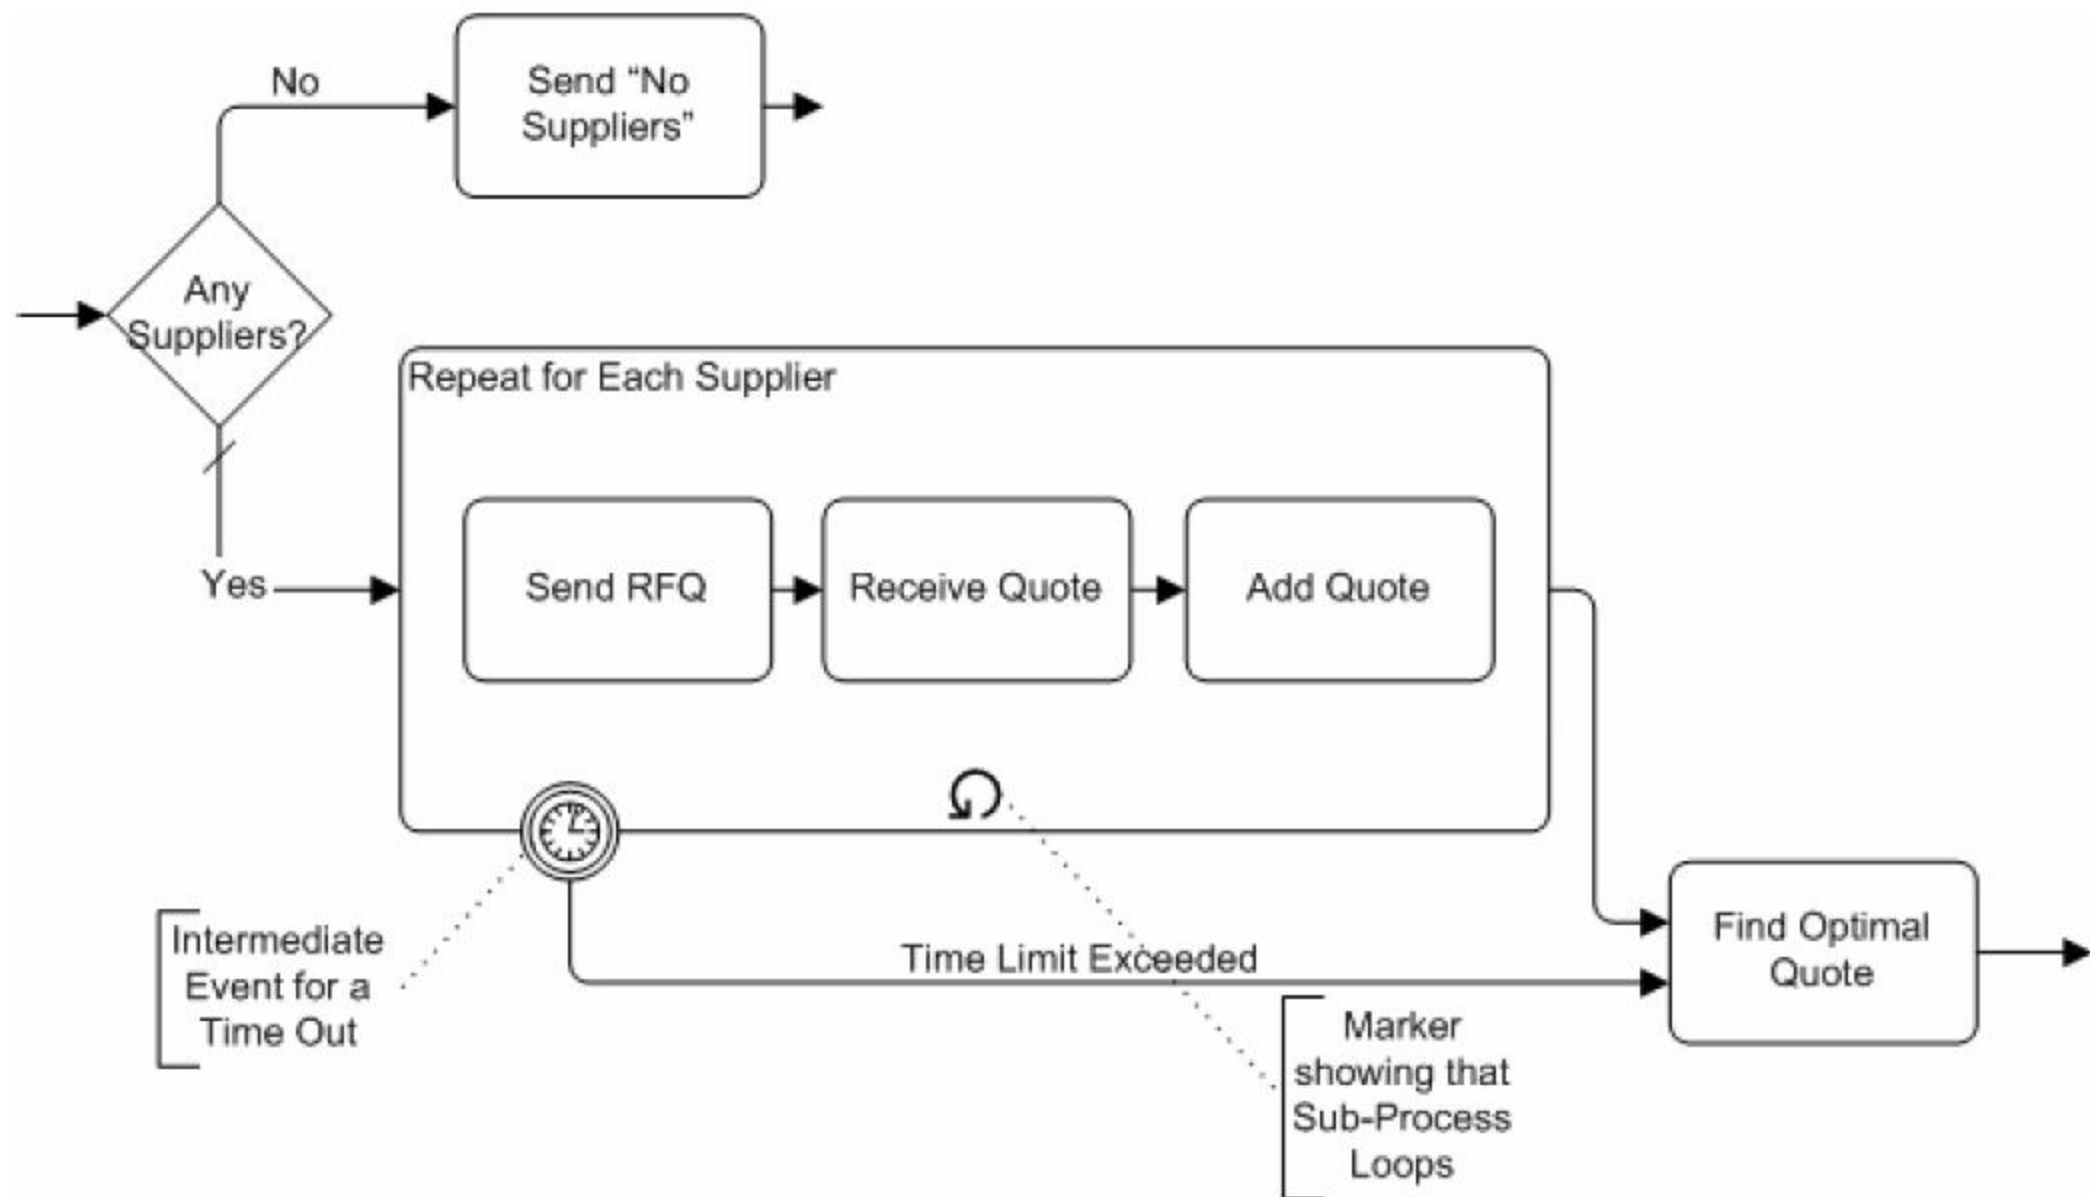 No
Send “No
Suppliers”
Any
Suppliers?
Repeat for Each Supplier
Send RFQ
Receive Quote
Add Quote
Yes
Intermediate
Event for a
Time Out
Time Limit Exceeded
Find Optimal
Quote
Marker
showing that
Sub-Process
Loops